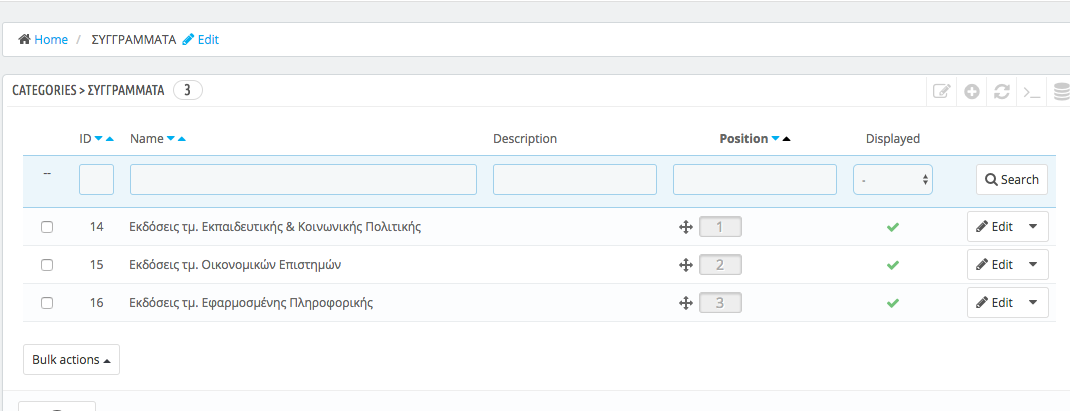 Home / ΣΥΓΓΡΑΜΜΑΤΑ Edit
CATEGORIES > ΣΥΓΓΡΑΜΜΑΤΑ 3
ID Name Description Position Displayed
-- - Search
14 Εκδόσεις τμ. Εκπαιδευτικής & Κοινωνικής Πολιτικής 1 Edit
15 Εκδόσεις τμ. Οικονομικών Επιστημών 2 Edit
16 Εκδόσεις τμ. Εφαρμοσμένης Πληροφορικής 3 Edit
Bulk actions